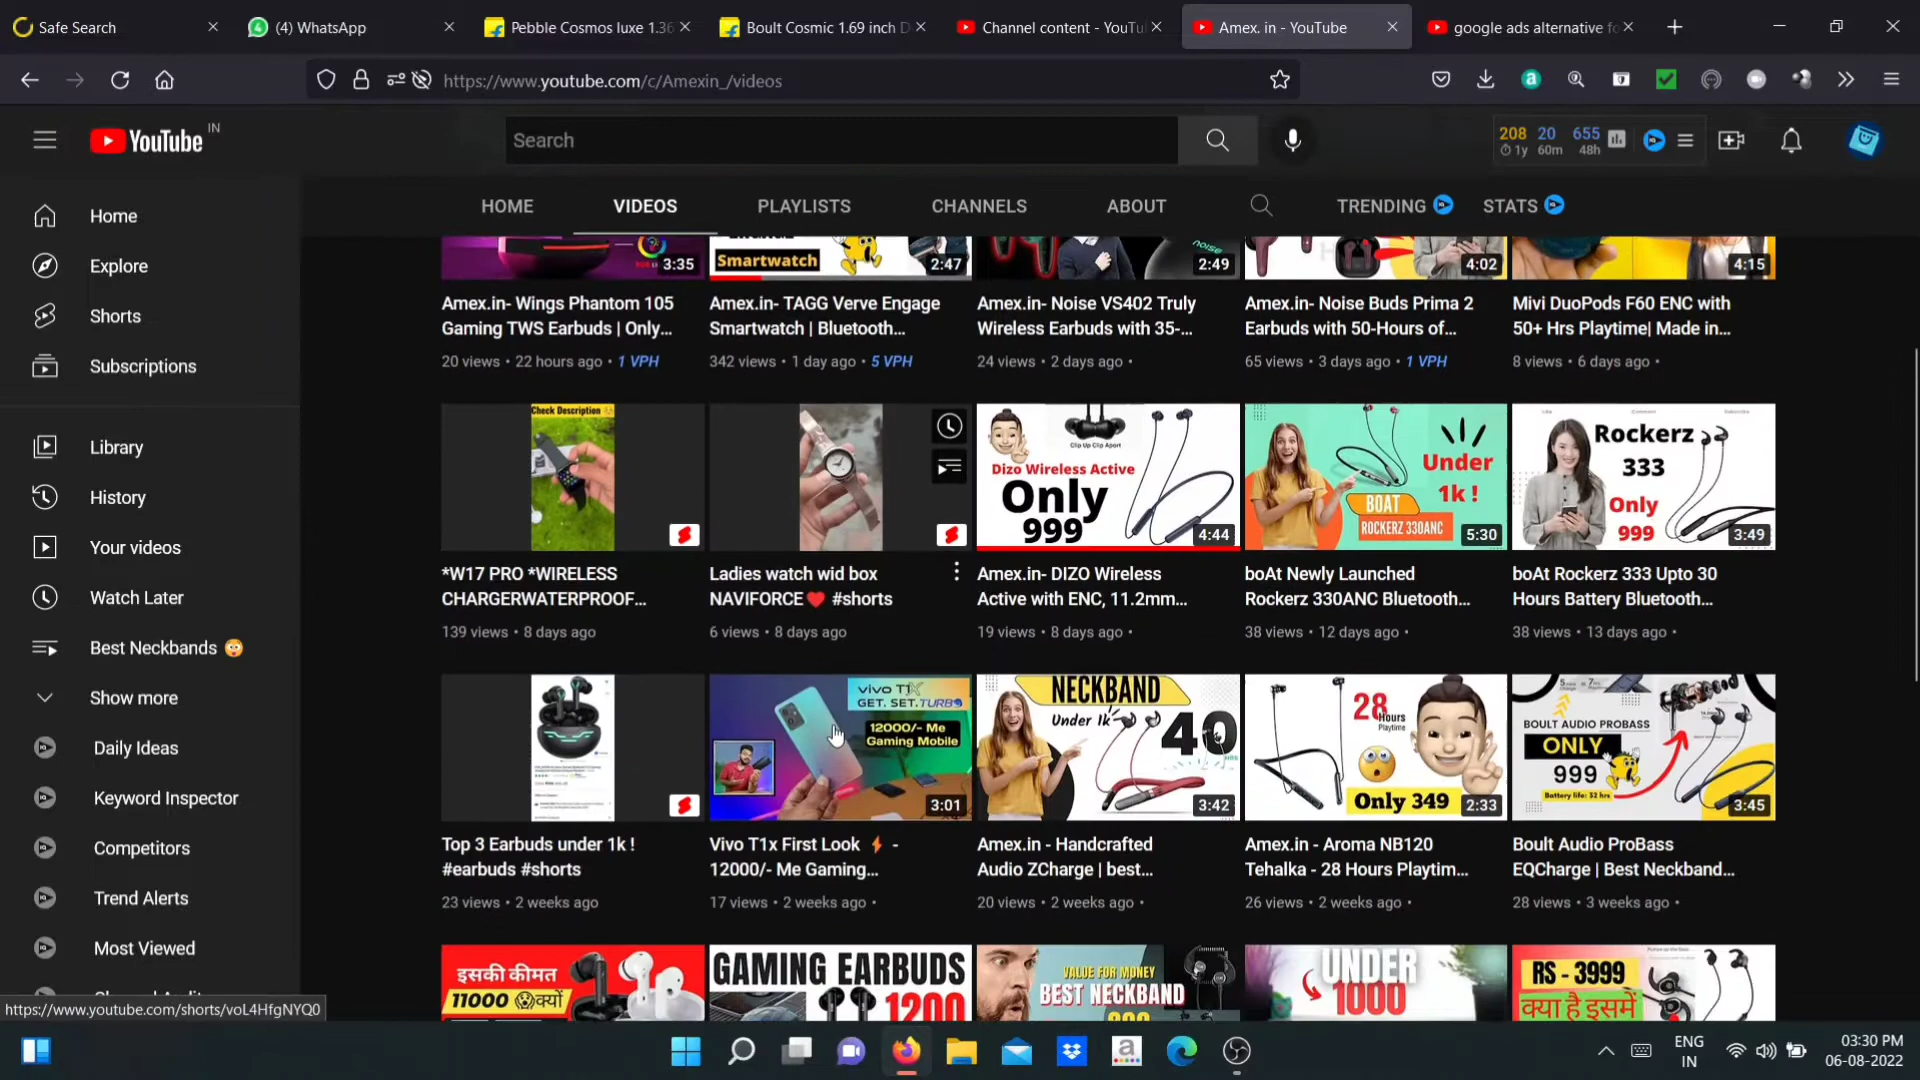 Safe Search
(4) WhatsApp
Pebble Cosmos luxe 1.36
Boult Cosmic 1.69 inch D
Channel content - YouTu
Amex. in - YouTube
google ads alternative fo
https://www.youtube.com/c/Amexin_/videos
YouTube IN
Search
208 20 655
1y 60m 48h
HOME VIDEOS PLAYLISTS CHANNELS ABOUT TRENDING STATS
Home
Explore
Shorts
Subscriptions
Library
History
Your videos
Watch Later
Best Neckbands
Show more
Daily Ideas
Keyword Inspector
Competitors
Trend Alerts
Most Viewed
https://www.youtube.com/shorts/voL4HfgNYQ0
3:35
Amex.in- Wings Phantom 105
Gaming TWS Earbuds | Only...
20 views • 22 hours ago • 1 VPH
Smartwatch
2:47
Amex.in- TAGG Verve Engage
Smartwatch | Bluetooth...
342 views • 1 day ago • 5 VPH
noise
2:49
Amex.in- Noise VS402 Truly
Wireless Earbuds with 35-...
24 views • 2 days ago •
4:02
Amex.in- Noise Buds Prima 2
Earbuds with 50-Hours of...
65 views • 3 days ago • 1 VPH
4:15
Mivi DuoPods F60 ENC with
50+ Hrs Playtime| Made in...
8 views • 6 days ago •
Check Description
*W17 PRO *WIRELESS
CHARGERWATERPROOF...
139 views • 8 days ago
Ladies watch wid box
NAVIFORCE❤️ #shorts
6 views • 8 days ago
Clip Up Clip Apart
Dizo Wireless Active
Only
999
4:44
Amex.in- DIZO Wireless
Active with ENC, 11.2mm...
19 views • 8 days ago •
Under
1k !
BOAT
ROCKERZ 330ANC
5:30
boAt Newly Launched
Rockerz 330ANC Bluetooth...
38 views • 12 days ago •
Like Comment Subscribe
Rockerz
333
Only
999
3:49
boAt Rockerz 333 Upto 30
Hours Battery Bluetooth...
38 views • 13 days ago •
Top 3 Earbuds under 1k !
#earbuds #shorts
23 views • 2 weeks ago
vivo T1X
GET. SET. TURBO
12000/- Me
Gaming Mobile
3:01
Vivo T1x First Look ⚡ -
12000/- Me Gaming...
17 views • 2 weeks ago •
NECKBAND
Under 1k
40
HRS
3:42
Amex.in - Handcrafted
Audio ZCharge | best...
20 views • 2 weeks ago •
28
Hours
Playtime
Only 349
2:33
Amex.in - Aroma NB120
Tehalka - 28 Hours Playtim...
26 views • 2 weeks ago •
BOULT AUDIO PROBASS
ONLY
999
Battery life: 32 hrs
3:45
Boult Audio ProBass
EQCharge | Best Neckband...
28 views • 3 weeks ago •
इसकी कीमत
11000 क्यों
GAMING EARBUDS
1200
VALUE FOR MONEY
BEST NECKBAND
UNDER
1000
RS - 3999
क्या है इसमें
ENG
IN
03:30 PM
06-08-2022